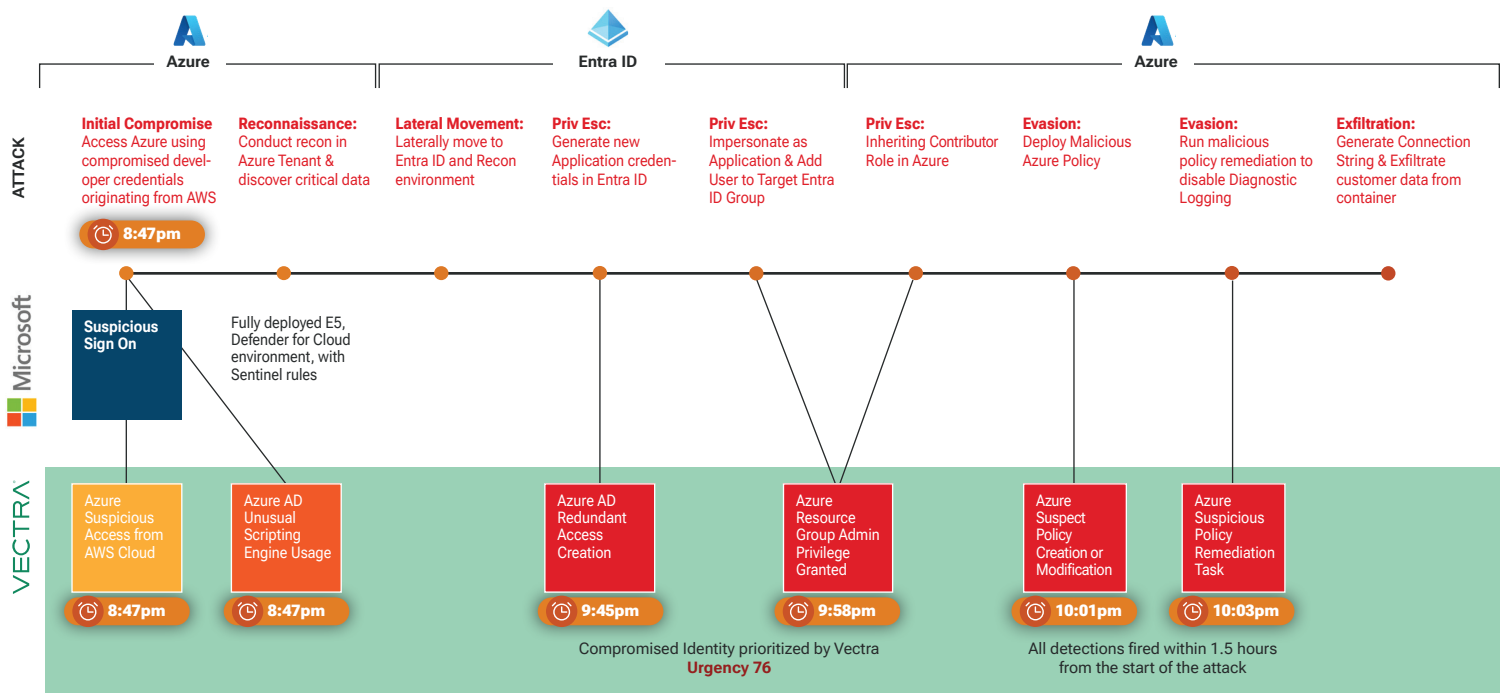 Azure
Entra ID
Azure
ATTACK
Initial Compromise
Access Azure using
compromised devel-
oper credentials
originating from AWS
8:47pm
Reconnaissance:
Conduct recon in
Azure Tenant &
discover critical data
Lateral Movement:
Laterally move to
Entra ID and Recon
environment
Priv Esc:
Generate new
Application creden-
tials in Entra ID
Priv Esc:
Impersonate as
Application & Add
User to Target Entra
ID Group
Priv Esc:
Inheriting Contributor
Role in Azure
Evasion:
Deploy Malicious
Azure Policy
Evasion:
Run malicious
policy remediation to
disable Diagnostic
Logging
Exfiltration:
Generate Connection
String & Exfiltrate
customer data from
container
Microsoft
Suspicious
Sign On
Fully deployed E5,
Defender for Cloud
environment, with
Sentinel rules
VECTRA
Azure
Suspicious
Access from
AWS Cloud
8:47pm
Azure AD
Unusual
Scripting
Engine Usage
8:47pm
Azure AD
Redundant
Access
Creation
9:45pm
Azure
Resource
Group Admin
Privilege
Granted
9:58pm
Azure
Suspect
Policy
Creation or
Modification
10:01pm
Azure
Suspicious
Policy
Remediation
Task
10:03pm
Compromised Identity prioritized by Vectra
Urgency 76
All detections fired within 1.5 hours
from the start of the attack